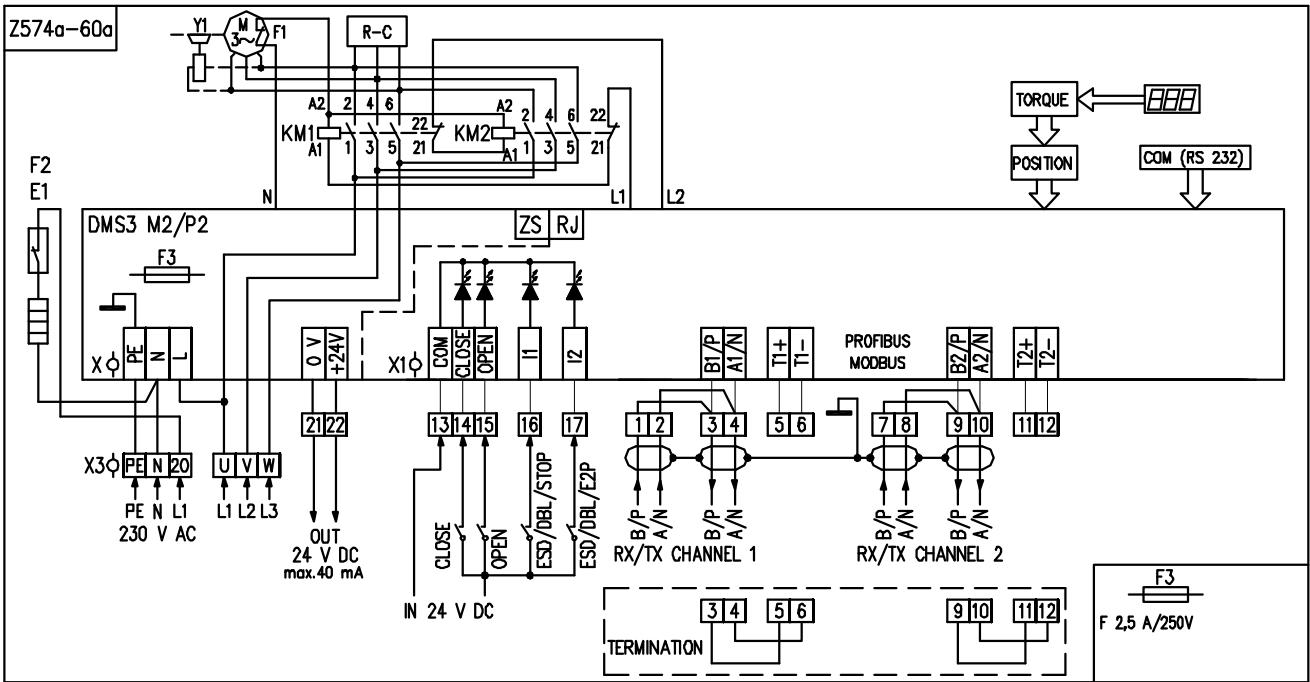 Z574a-60a
Y1
M
3~
F1
R-C
A2 2 4 6
KM1
A1 1 3 5
22
21
A2 2 4 6 22
KM2
A1 1 3 5 21
TORQUE
888
POSITION
COM (RS 232)
F2
E1
N
L1
L2
DMS3 M2/P2
F3
ZS RJ
X
PE N L
0 V
+24V
X1
COM
CLOSE
OPEN
I1
I2
B1/P
A1/N
T1+
T1-
PROFIBUS
MODBUS
B2/P
A2/N
T2+
T2-
21 22
13 14 15 16 17
1 2 3 4 5 6
7 8 9 10 11 12
X3
PE N 20
U V W
PE N L1
230 V AC
L1 L2 L3
OUT
24 V DC
max.40 mA
CLOSE
OPEN
ESD/DBL/STOP
ESD/DBL/E2P
IN 24 V DC
B/P
A/N
B/P
A/N
RX/TX CHANNEL 1
B/P
A/N
B/P
A/N
RX/TX CHANNEL 2
TERMINATION
3 4 5 6
9 10 11 12
F3
F 2,5 A/250V